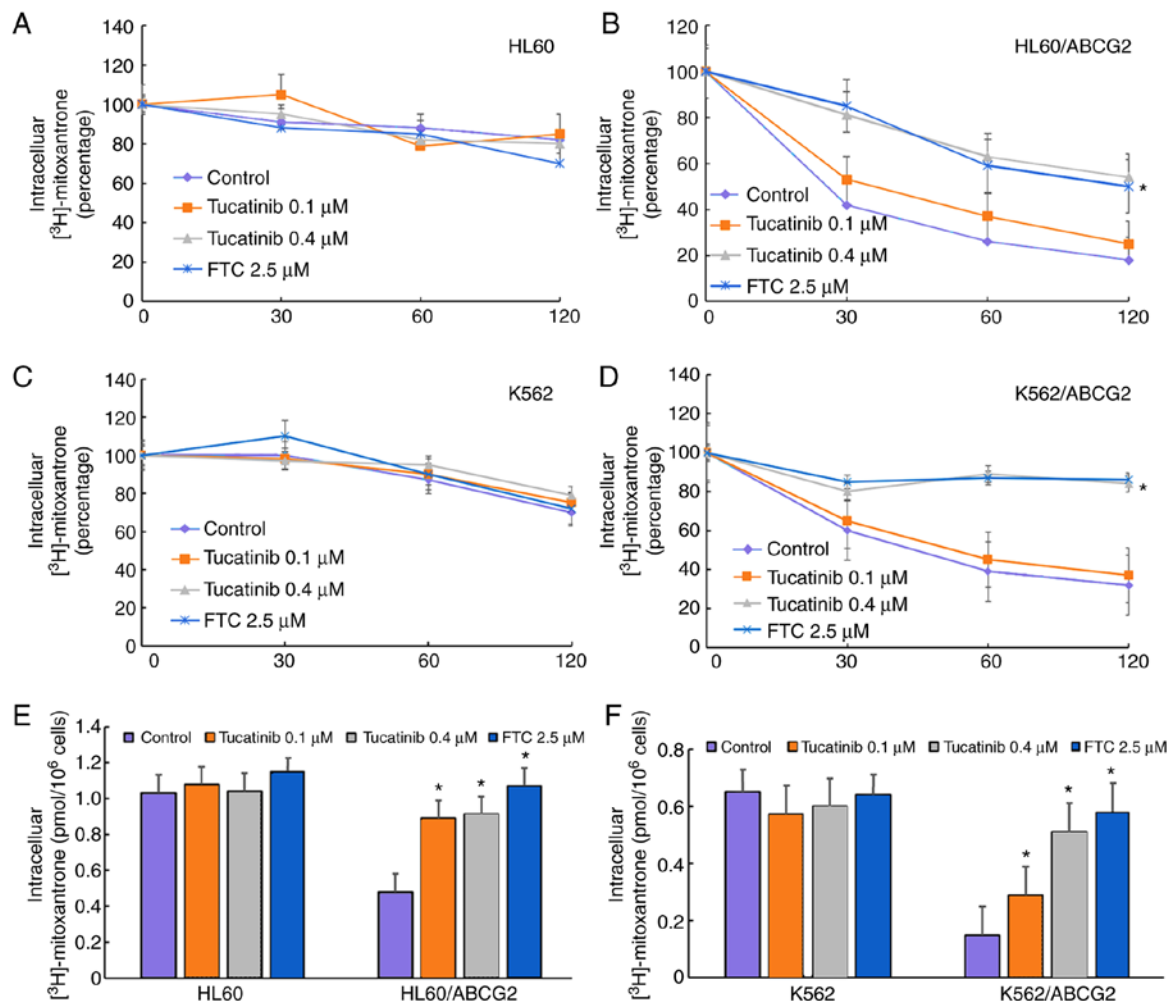 A
HL60
Intracelluar
[³H]-mitoxantrone
(percentage)
140
120
100
80
60
40
20
0
Control
Tucatinib 0.1 μM
Tucatinib 0.4 μM
FTC 2.5 μM
0 30 60 120
B
HL60/ABCG2
Intracelluar
[³H]-mitoxantrone
(percentage)
120
100
80
60
40
20
0
Control
Tucatinib 0.1 μM
Tucatinib 0.4 μM
FTC 2.5 μM
*
0 30 60 120
C
K562
Intracelluar
[³H]-mitoxantrone
(percentage)
140
120
100
80
60
40
20
0
Control
Tucatinib 0.1 μM
Tucatinib 0.4 μM
FTC 2.5 μM
0 30 60 120
D
K562/ABCG2
Intracelluar
[³H]-mitoxantrone
(percentage)
140
120
100
80
60
40
20
0
Control
Tucatinib 0.1 μM
Tucatinib 0.4 μM
FTC 2.5 μM
*
0 30 60 120
E
Intracelluar
[³H]-mitoxantrone (pmol/10⁶ cells)
1.4
1.2
1.0
0.8
0.6
0.4
0.2
0
Control Tucatinib 0.1 μM Tucatinib 0.4 μM FTC 2.5 μM
* * *
HL60 HL60/ABCG2
F
Intracelluar
[³H]-mitoxantrone (pmol/10⁶ cells)
0.8
0.6
0.4
0.2
0
Control Tucatinib 0.1 μM Tucatinib 0.4 μM FTC 2.5 μM
* * *
K562 K562/ABCG2